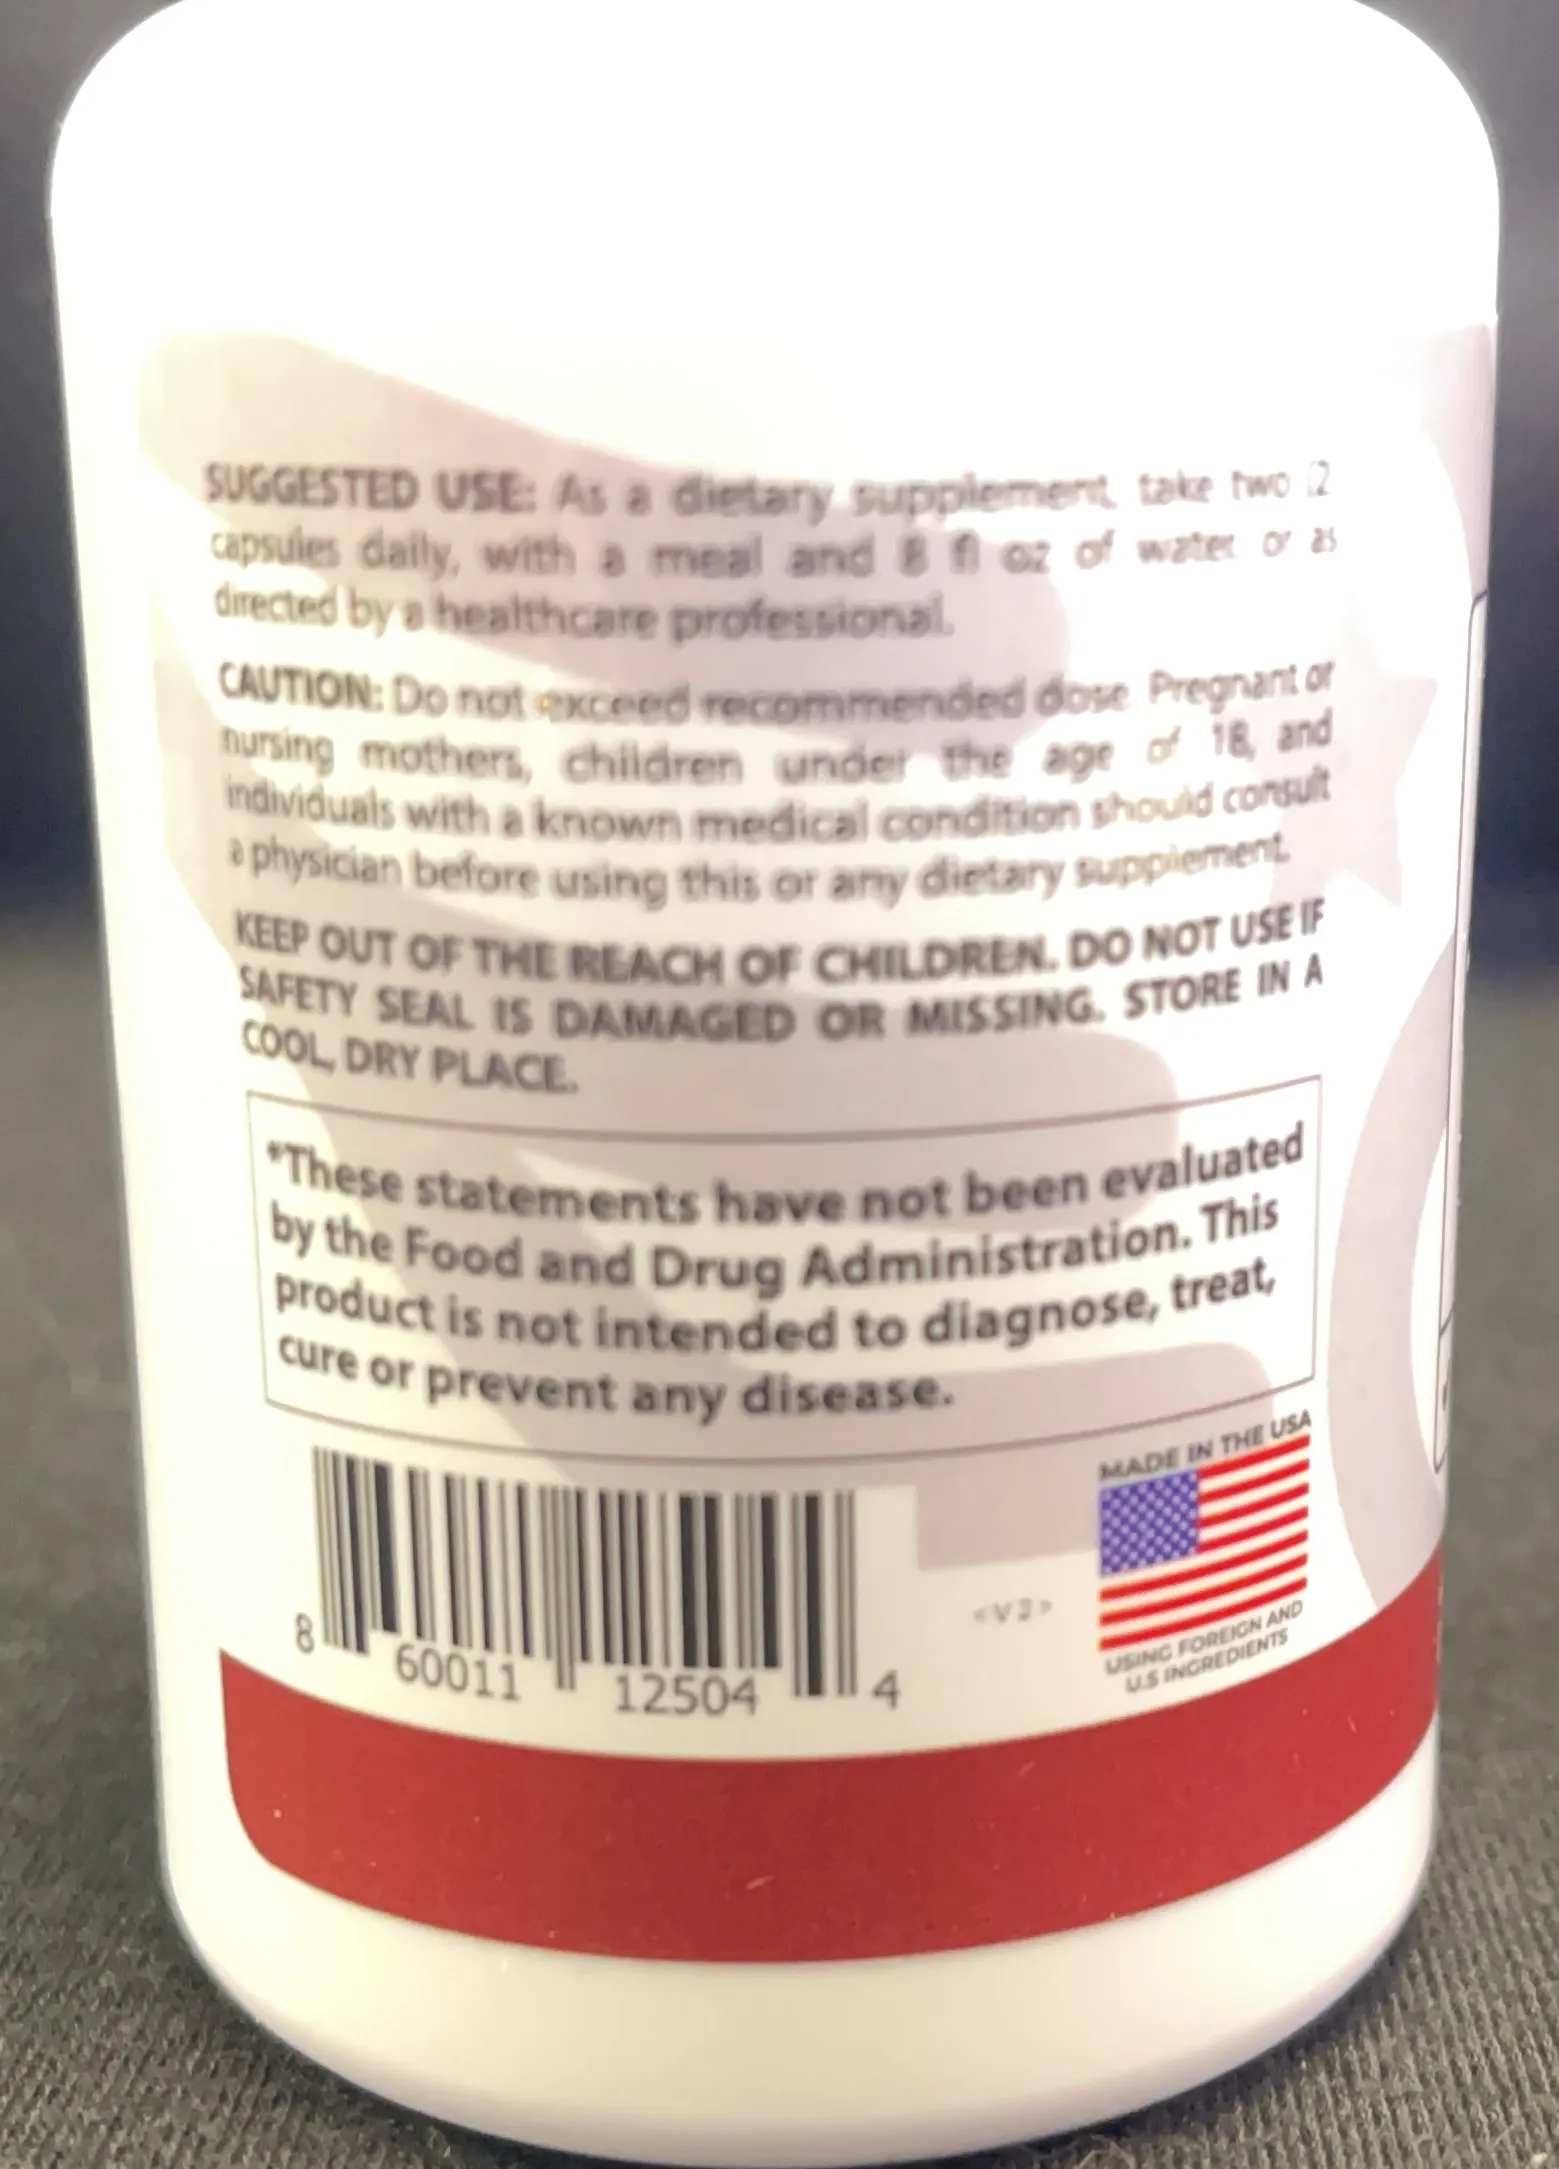 SUGGESTED USE: As a dietary supplement, take two (2
capsules daily, with a meal and 8 fl oz of water or as
directed by a healthcare professional.
CAUTION: Do not exceed recommended dose. Pregnant or
nursing mothers, children under the age of 18, and
individuals with a known medical condition should consult
a physician before using this or any dietary supplement.
KEEP OUT OF THE REACH OF CHILDREN. DO NOT USE IF
SAFETY SEAL IS DAMAGED OR MISSING. STORE IN A
COOL, DRY PLACE.
*These statements have not been evaluated
by the Food and Drug Administration. This
product is not intended to diagnose, treat,
cure or prevent any disease.
8 60011 12504 4
<V2>
MADE IN THE USA
USING FOREIGN AND
U.S INGREDIENTS